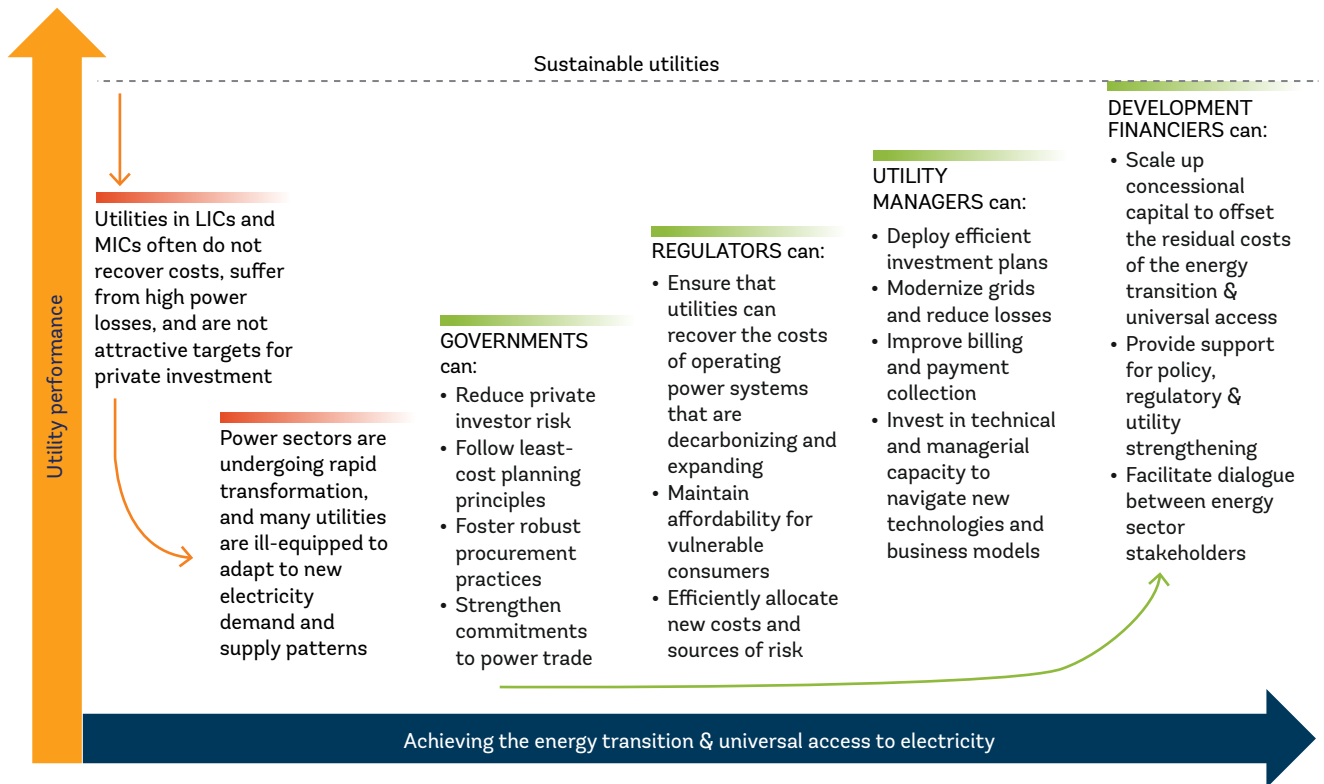 Sustainable utilities
Utility performance
Utilities in LICs and
MICs often do not
recover costs, suffer
from high power
losses, and are not
attractive targets for
private investment
Power sectors are
undergoing rapid
transformation,
and many utilities
are ill-equipped to
adapt to new
electricity
demand and
supply patterns
GOVERNMENTS
can:
• Reduce private
investor risk
• Follow least-
cost planning
principles
• Foster robust
procurement
practices
• Strengthen
commitments
to power trade
REGULATORS can:
• Ensure that
utilities can
recover the costs
of operating
power systems
that are
decarbonizing and
expanding
• Maintain
affordability for
vulnerable
consumers
• Efficiently allocate
new costs and
sources of risk
UTILITY
MANAGERS can:
• Deploy efficient
investment plans
• Modernize grids
and reduce losses
• Improve billing
and payment
collection
• Invest in technical
and managerial
capacity to
navigate new
technologies and
business models
DEVELOPMENT
FINANCIERS can:
• Scale up
concessional
capital to offset
the residual costs
of the energy
transition &
universal access
• Provide support
for policy,
regulatory &
utility
strengthening
• Facilitate dialogue
between energy
sector
stakeholders
Achieving the energy transition & universal access to electricity